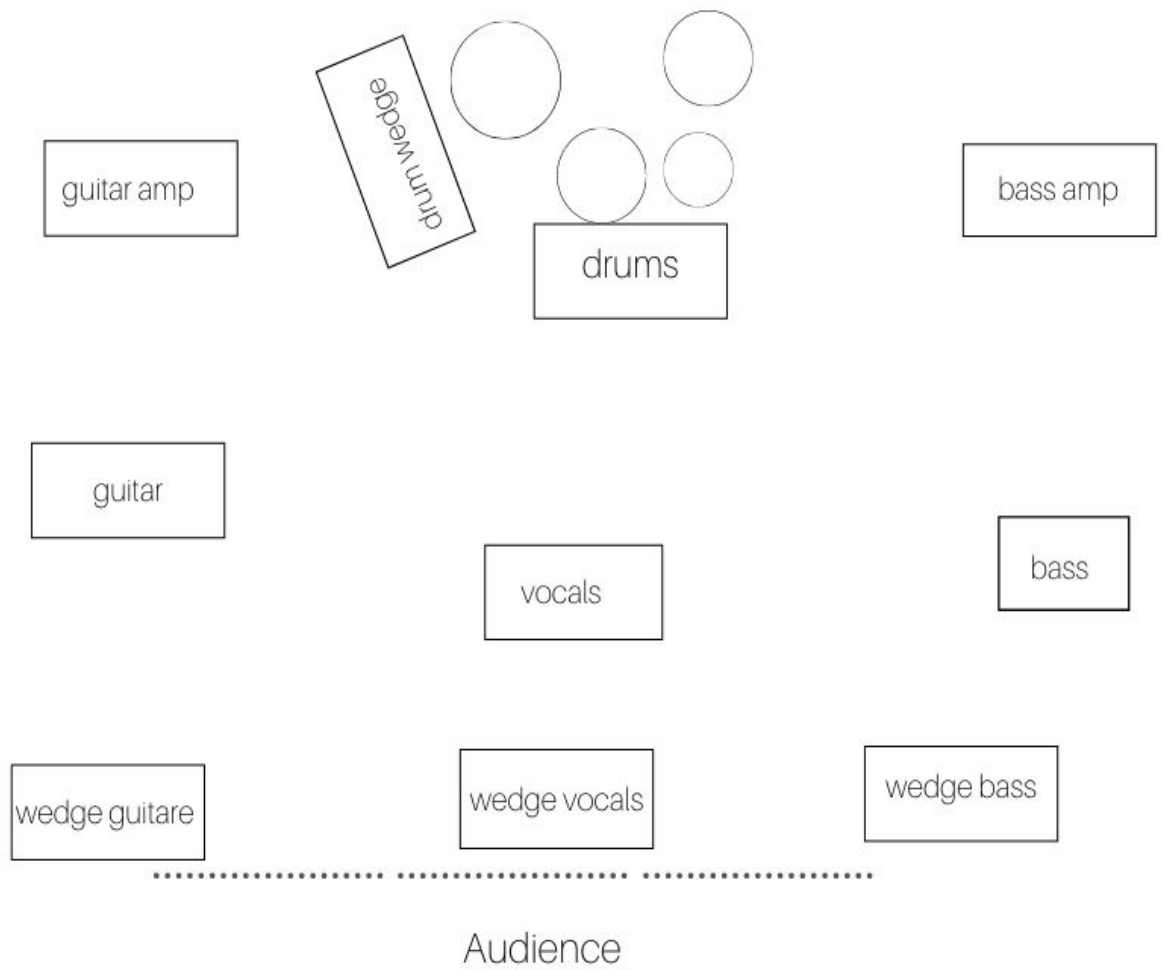 drum wedge
guitar amp
bass amp
drums
guitar
vocals
bass
wedge guitare
wedge vocals
wedge bass
Audience